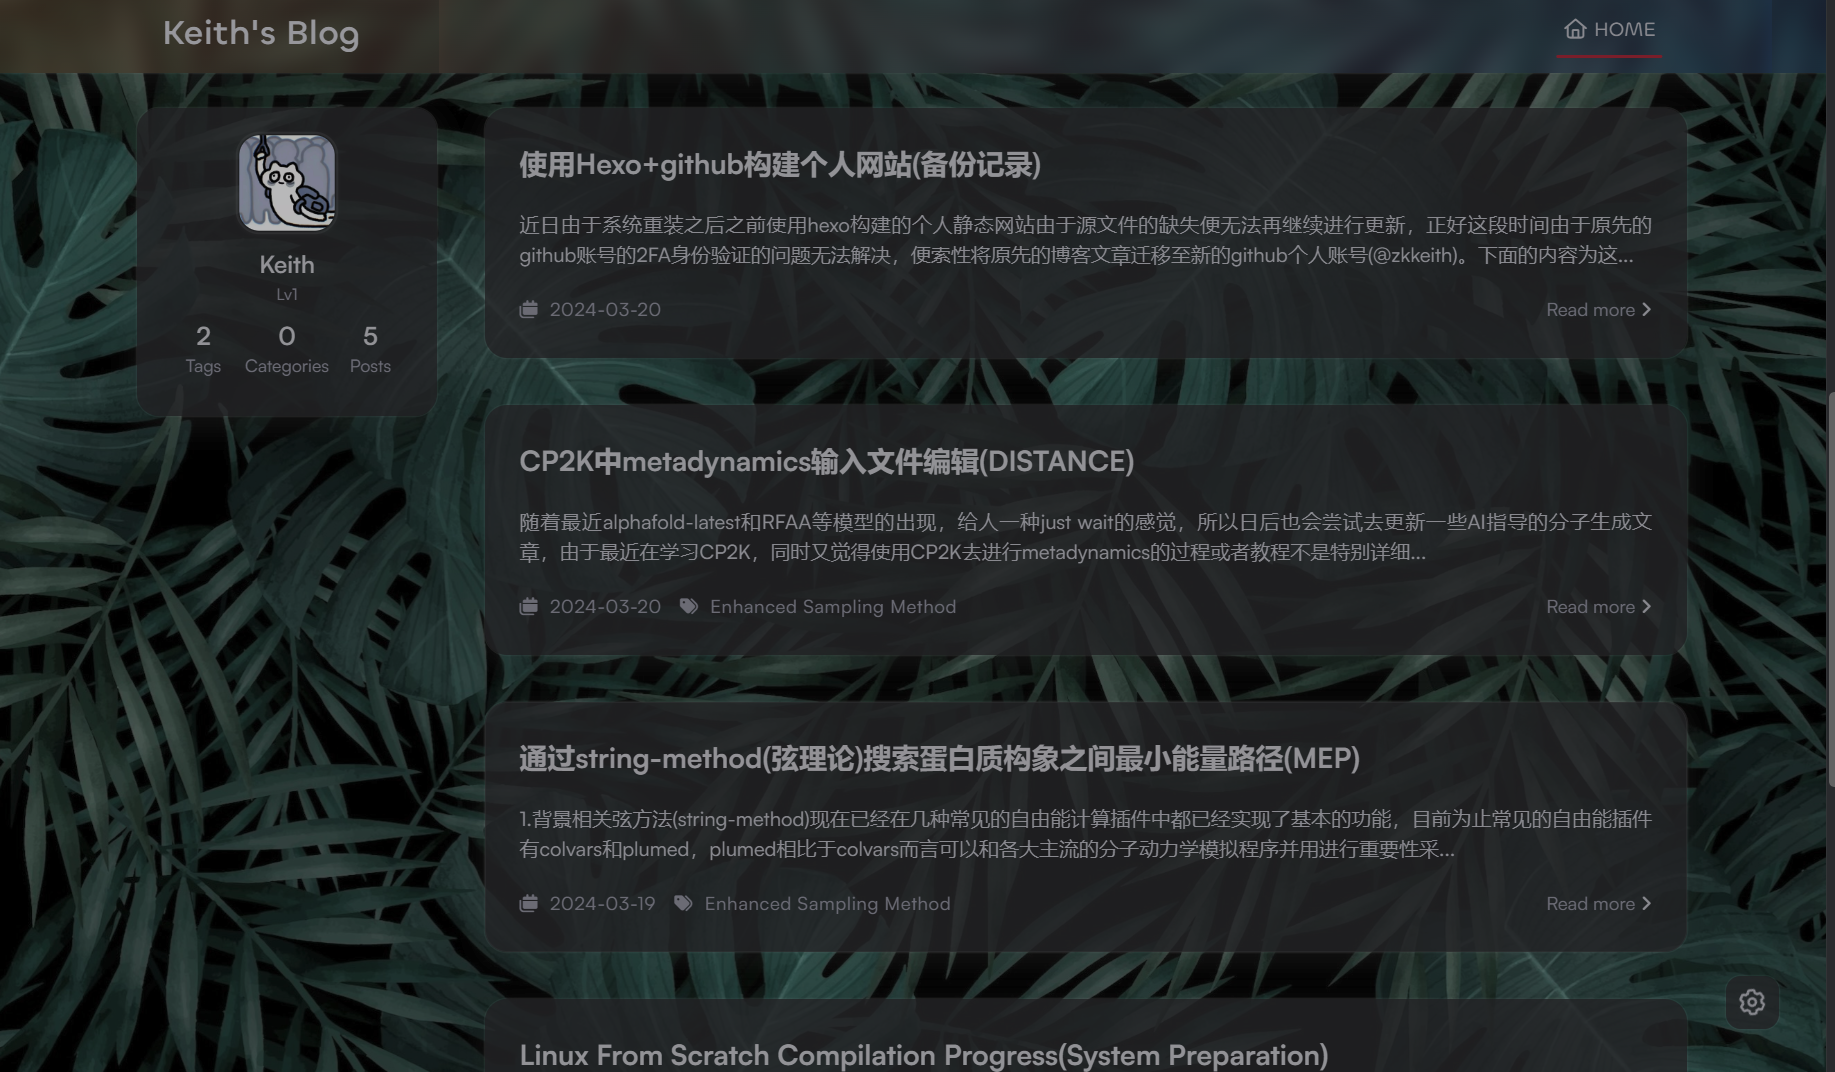 Keith's Blog
HOME
Keith
Lv1
2
0
5
Tags
Categories
Posts
使用Hexo+github构建个人网站(备份记录)
近日由于系统重装之后之前使用hexo构建的个人静态网站由于源文件的缺失便无法再继续进行更新，正好这段时间由于原先的
github账号的2FA身份验证的问题无法解决，便索性将原先的博客文章迁移至新的github个人账号(@zkkeith)。下面的内容为这...
2024-03-20
Read more
CP2K中metadynamics输入文件编辑(DISTANCE)
随着最近alphafold-latest和RFAA等模型的出现，给人一种just wait的感觉，所以日后也会尝试去更新一些AI指导的分子生成文
章，由于最近在学习CP2K，同时又觉得使用CP2K去进行metadynamics的过程或者教程不是特别详细...
2024-03-20
Enhanced Sampling Method
Read more
通过string-method(弦理论)搜索蛋白质构象之间最小能量路径(MEP)
1.背景相关弦方法(string-method)现在已经在几种常见的自由能计算插件中都已经实现了基本的功能，目前为止常见的自由能插件
有colvars和plumed，plumed相比于colvars而言可以和各大主流的分子动力学模拟程序并用进行重要性采...
2024-03-19
Enhanced Sampling Method
Read more
Linux From Scratch Compilation Progress(System Preparation)